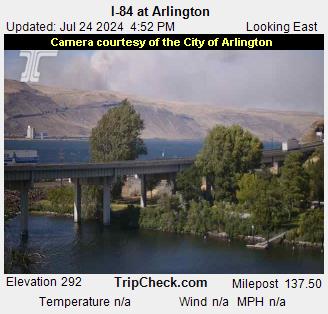 I-84 at Arlington
Updated: Jul 24 2024 4:52 PM Looking East
Camera courtesy of the City of Arlington
Elevation 292 TripCheck.com Milepost 137.50
Temperature n/a Wind n/a MPH n/a